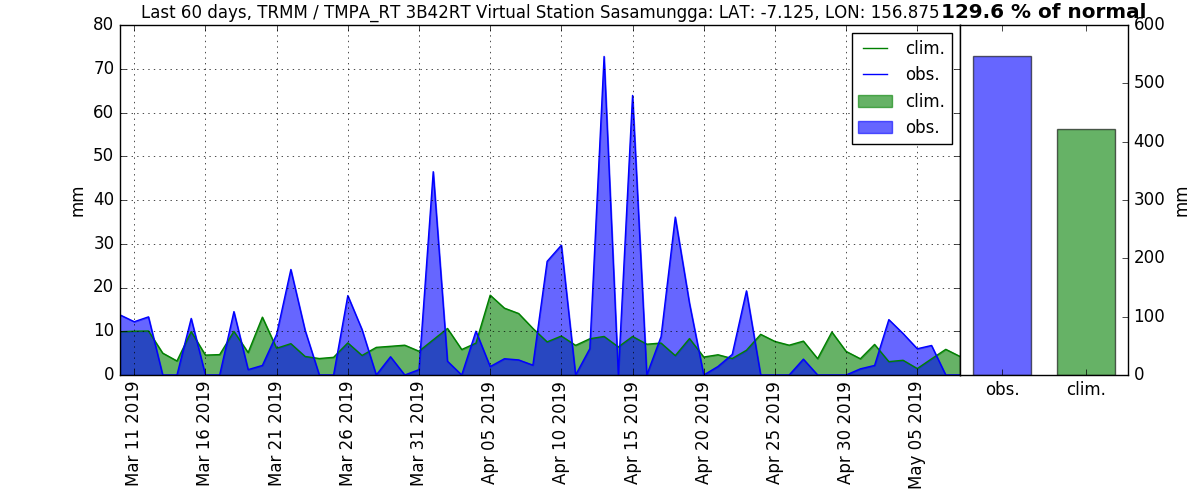 Last 60 days, TRMM / TMPA_RT 3B42RT Virtual Station Sasamungga: LAT: -7.125, LON: 156.875
129.6 % of normal
80
70
60
50
40
30
20
10
0
mm
clim.
obs.
clim.
obs.
600
500
400
300
200
100
0
mm
obs.
clim.
Mar 11 2019
Mar 16 2019
Mar 21 2019
Mar 26 2019
Mar 31 2019
Apr 05 2019
Apr 10 2019
Apr 15 2019
Apr 20 2019
Apr 25 2019
Apr 30 2019
May 05 2019